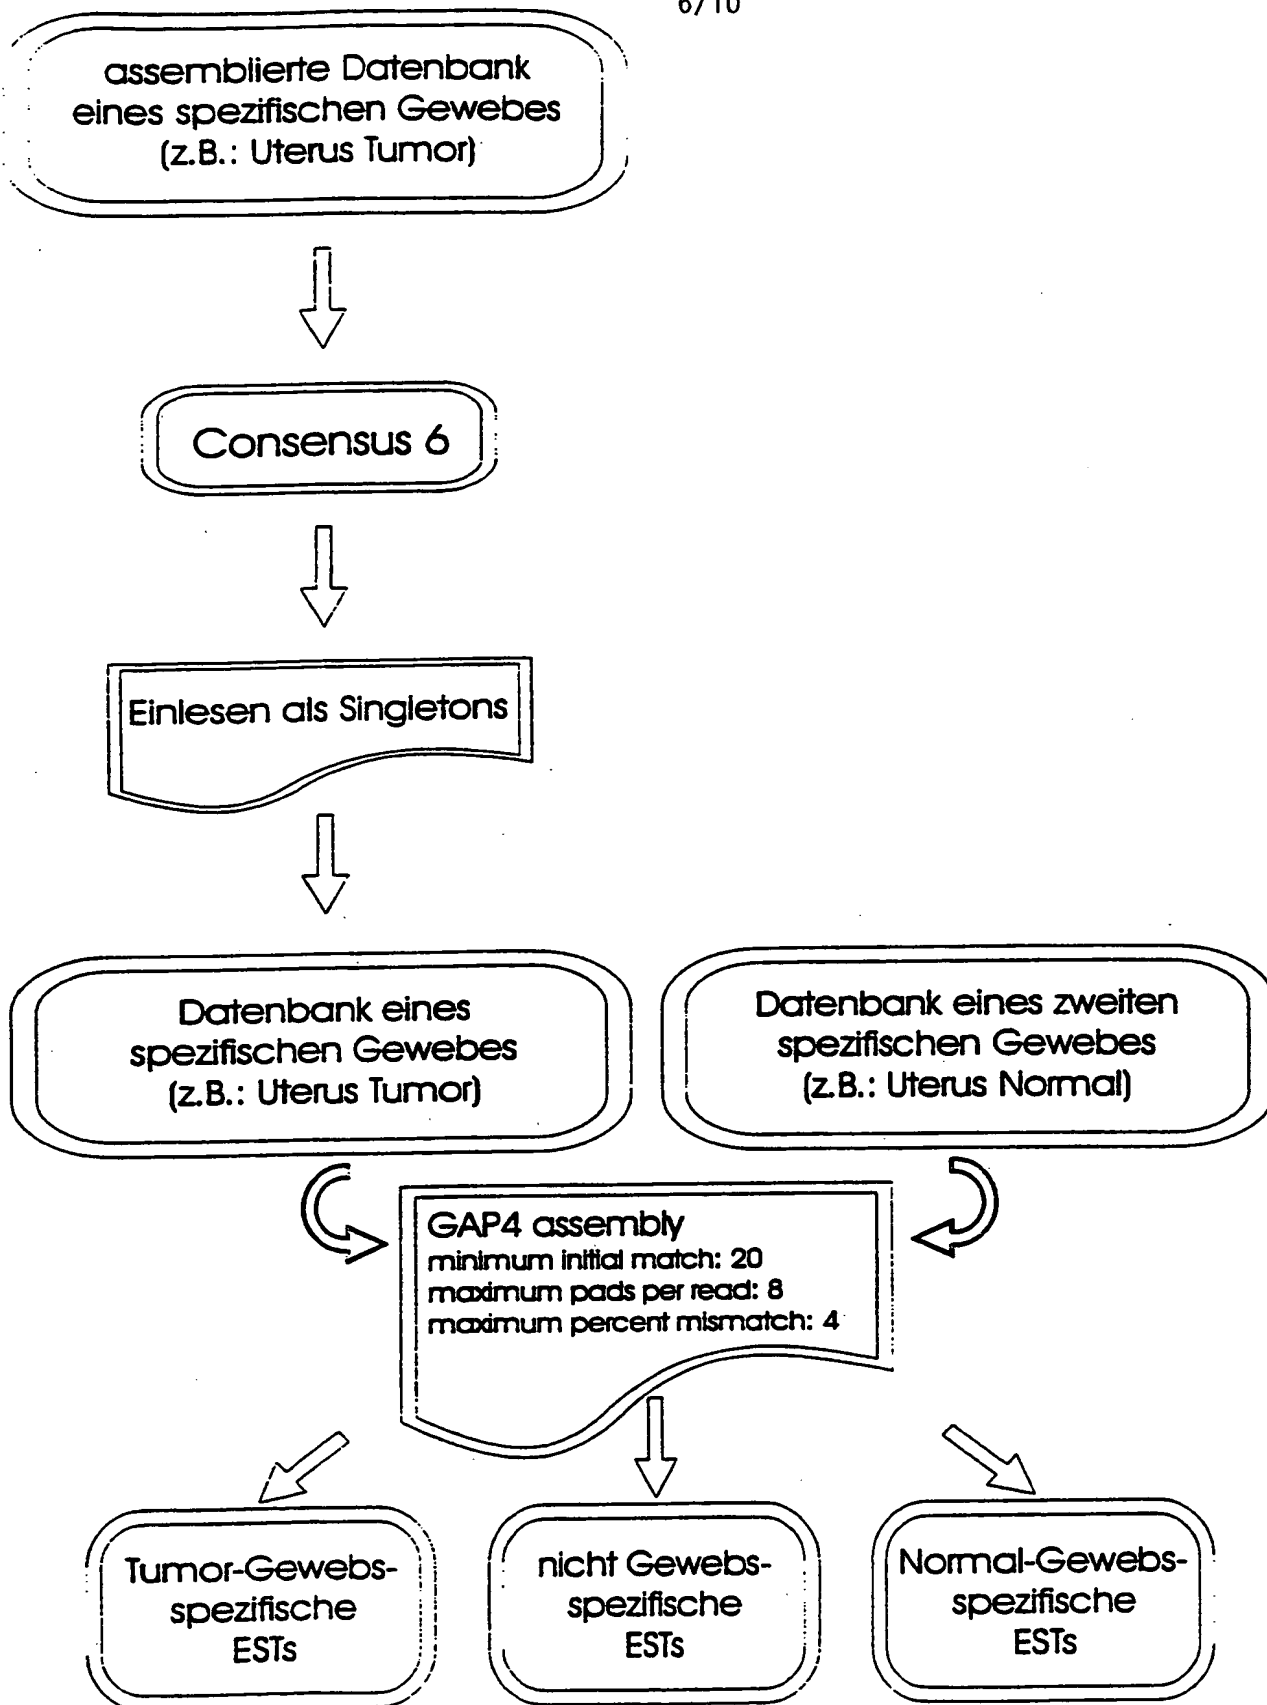 6/10
assemblierte Datenbank
eines spezifischen Gewebes
(z.B.: Uterus Tumor)
Consensus 6
Einlesen als Singletons
Datenbank eines
spezifischen Gewebes
(z.B.: Uterus Tumor)
Datenbank eines zweiten
spezifischen Gewebes
(z.B.: Uterus Normal)
GAP4 assembly
minimum initial match: 20
maximum pads per read: 8
maximum percent mismatch: 4
Tumor-Gewebs-
spezifische
ESTs
nicht Gewebs-
spezifische
ESTs
Normal-Gewebs-
spezifische
ESTs